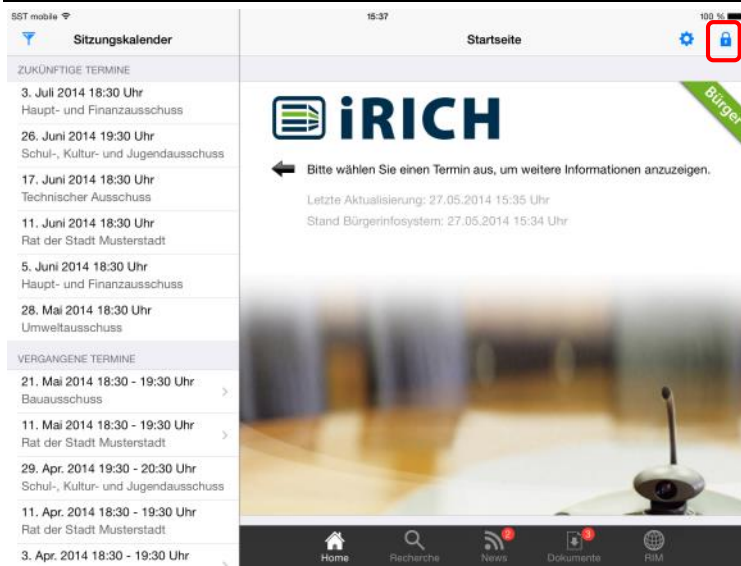 SST mobile
15:37
100 %
Sitzungskalender
Startseite
ZUKÜNFTIGE TERMINE
3. Juli 2014 18:30 Uhr
Haupt- und Finanzausschuss
26. Juni 2014 19:30 Uhr
Schul-, Kultur- und Jugendausschuss
17. Juni 2014 18:30 Uhr
Technischer Ausschuss
11. Juni 2014 18:30 Uhr
Rat der Stadt Musterstadt
5. Juni 2014 18:30 Uhr
Haupt- und Finanzausschuss
28. Mai 2014 18:30 Uhr
Umweltausschuss
VERGANGENE TERMINE
21. Mai 2014 18:30 - 19:30 Uhr
Bauausschuss
11. Mai 2014 18:30 - 19:30 Uhr
Rat der Stadt Musterstadt
29. Apr. 2014 19:30 - 20:30 Uhr
Schul-, Kultur- und Jugendausschuss
11. Apr. 2014 18:30 - 19:30 Uhr
Rat der Stadt Musterstadt
3. Apr. 2014 18:30 - 19:30 Uhr
iRICH
Bürger
Bitte wählen Sie einen Termin aus, um weitere Informationen anzuzeigen.
Letzte Aktualisierung: 27.05.2014 15:35 Uhr
Stand Bürgerinfosystem: 27.05.2014 15:34 Uhr
2
3
Home
Recherche
News
Dokumente
RIM